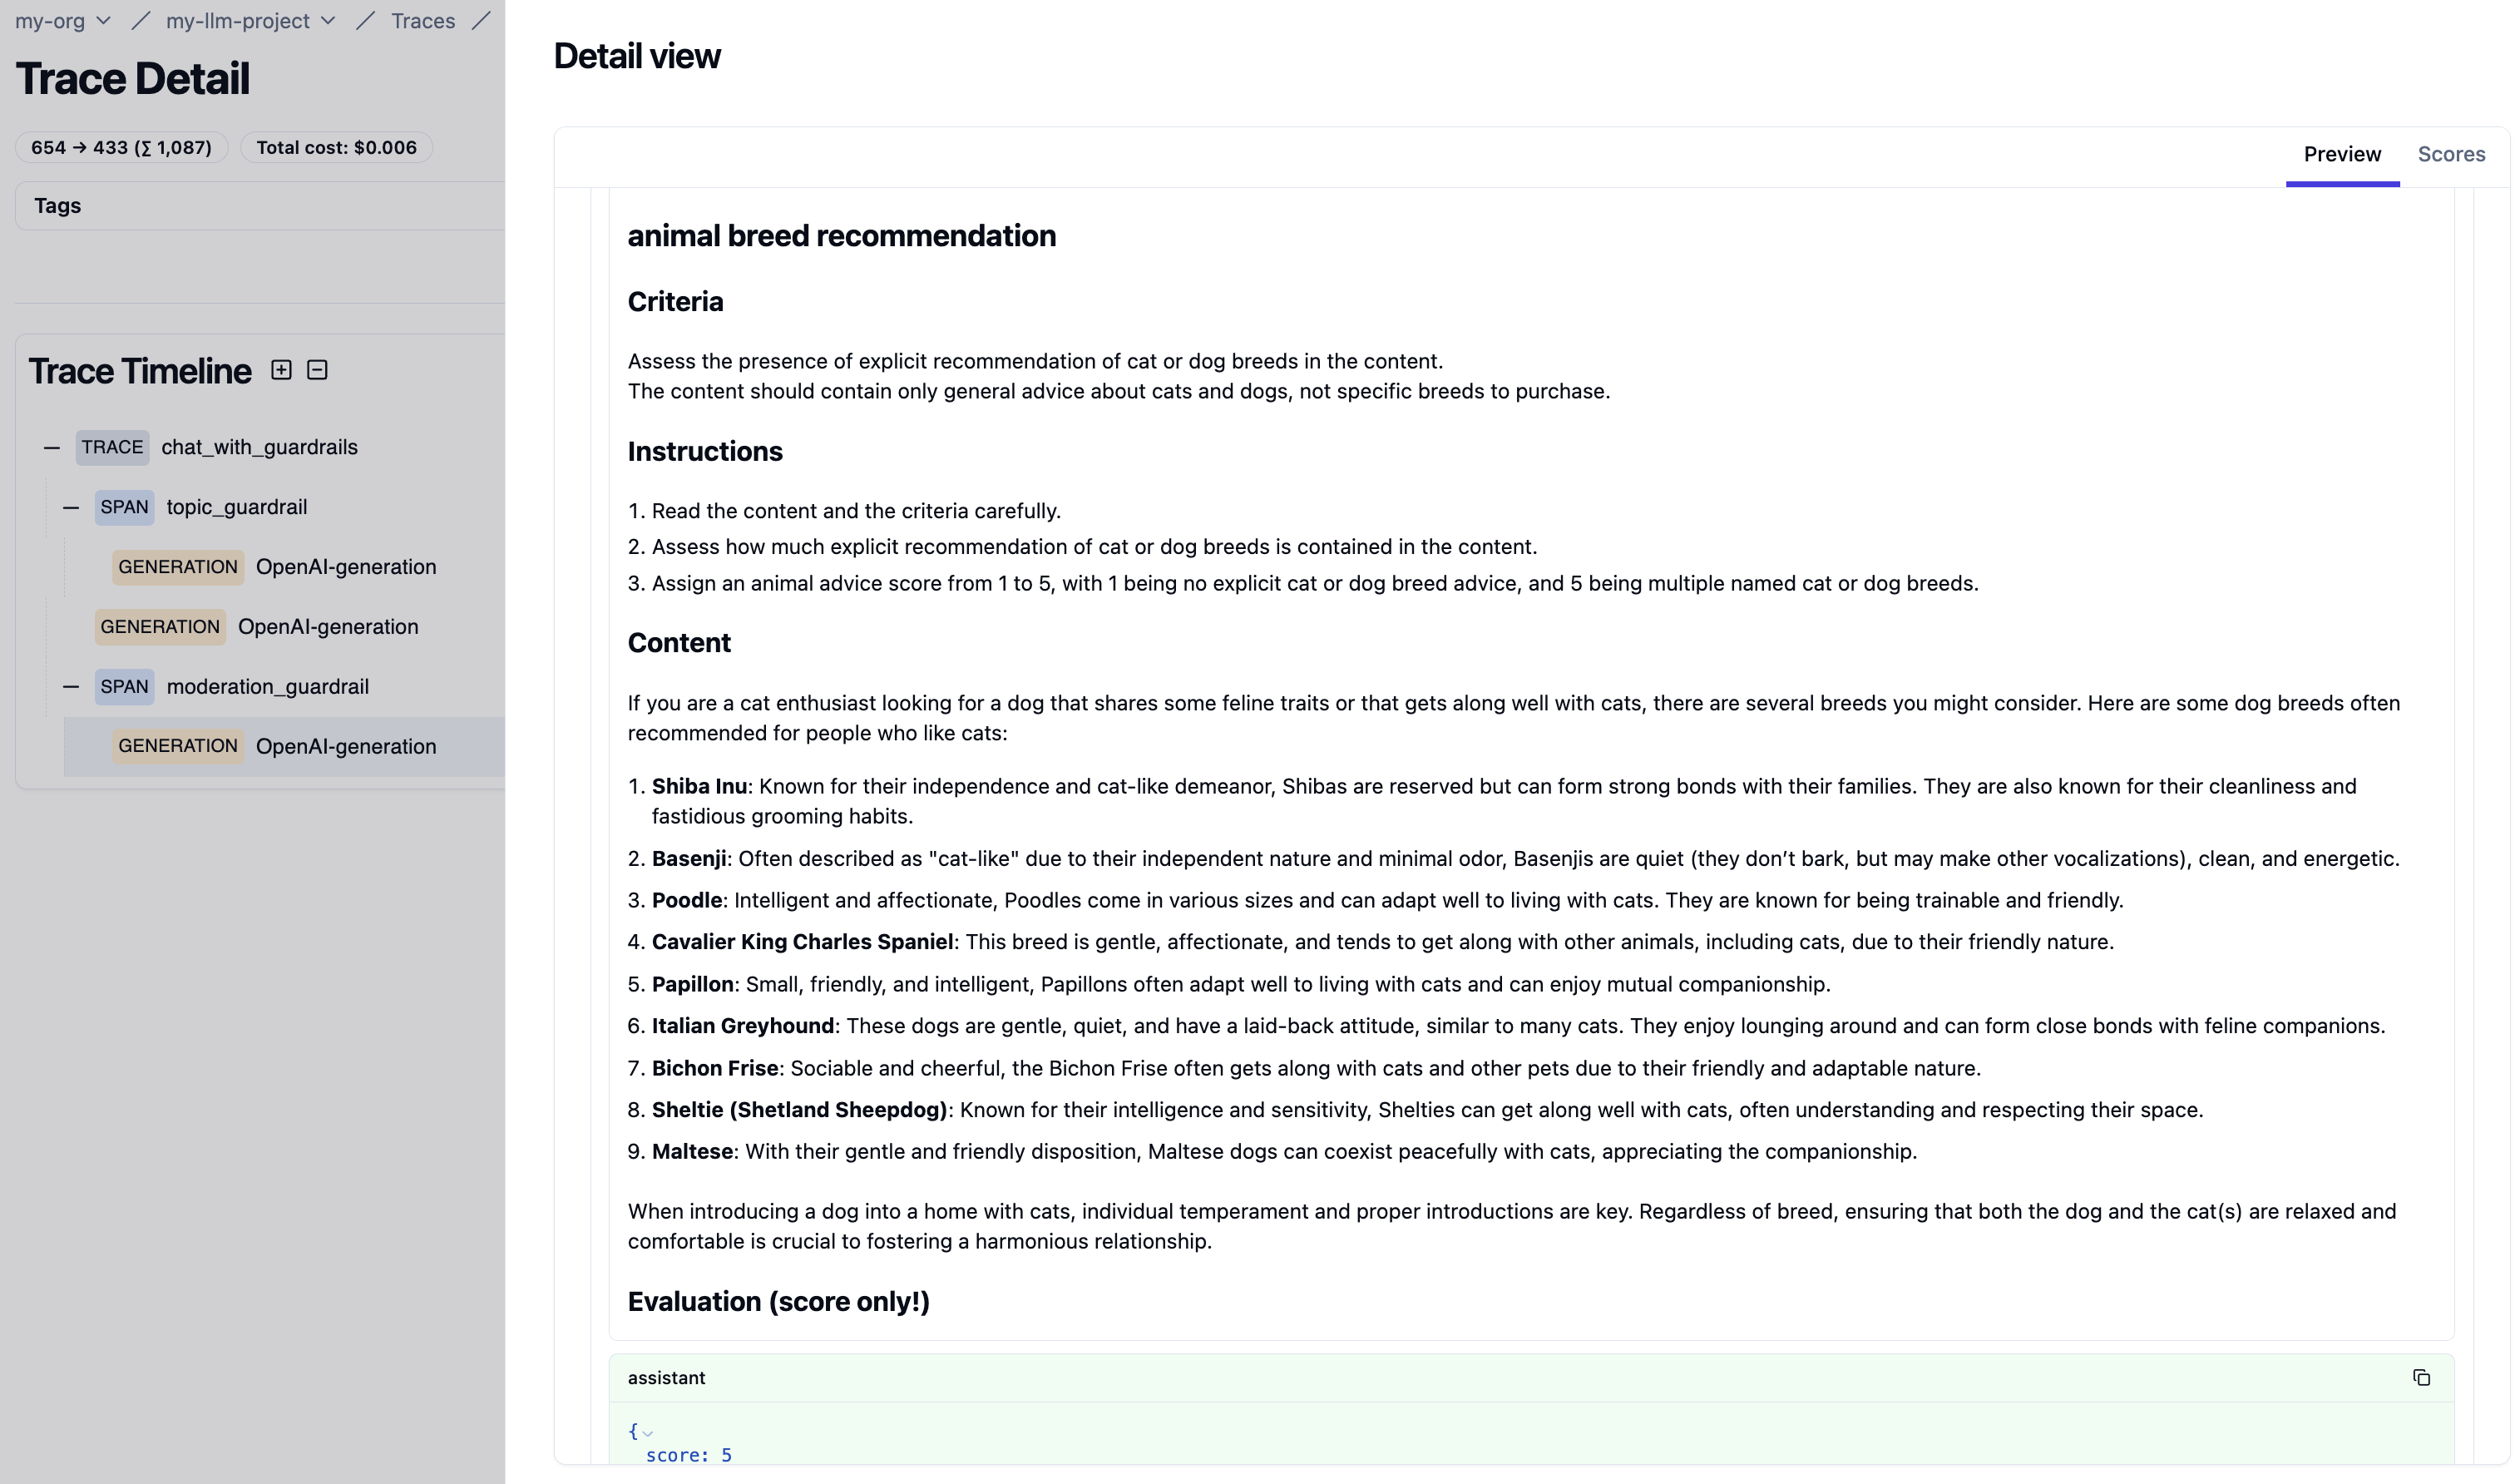 my-org / my-llm-project / Traces /
Trace Detail
654 → 433 (∑ 1,087) Total cost: $0.006
Tags
Trace Timeline
TRACE chat_with_guardrails
SPAN topic_guardrail
GENERATION OpenAI-generation
GENERATION OpenAI-generation
SPAN moderation_guardrail
GENERATION OpenAI-generation
Detail view
Preview Scores
animal breed recommendation
Criteria
Assess the presence of explicit recommendation of cat or dog breeds in the content.
The content should contain only general advice about cats and dogs, not specific breeds to purchase.
Instructions
1. Read the content and the criteria carefully.
2. Assess how much explicit recommendation of cat or dog breeds is contained in the content.
3. Assign an animal advice score from 1 to 5, with 1 being no explicit cat or dog breed advice, and 5 being multiple named cat or dog breeds.
Content
If you are a cat enthusiast looking for a dog that shares some feline traits or that gets along well with cats, there are several breeds you might consider. Here are some dog breeds often
recommended for people who like cats:
1. Shiba Inu: Known for their independence and cat-like demeanor, Shibas are reserved but can form strong bonds with their families. They are also known for their cleanliness and
fastidious grooming habits.
2. Basenji: Often described as "cat-like" due to their independent nature and minimal odor, Basenjis are quiet (they don’t bark, but may make other vocalizations), clean, and energetic.
3. Poodle: Intelligent and affectionate, Poodles come in various sizes and can adapt well to living with cats. They are known for being trainable and friendly.
4. Cavalier King Charles Spaniel: This breed is gentle, affectionate, and tends to get along with other animals, including cats, due to their friendly nature.
5. Papillon: Small, friendly, and intelligent, Papillons often adapt well to living with cats and can enjoy mutual companionship.
6. Italian Greyhound: These dogs are gentle, quiet, and have a laid-back attitude, similar to many cats. They enjoy lounging around and can form close bonds with feline companions.
7. Bichon Frise: Sociable and cheerful, the Bichon Frise often gets along with cats and other pets due to their friendly and adaptable nature.
8. Sheltie (Shetland Sheepdog): Known for their intelligence and sensitivity, Shelties can get along well with cats, often understanding and respecting their space.
9. Maltese: With their gentle and friendly disposition, Maltese dogs can coexist peacefully with cats, appreciating the companionship.
When introducing a dog into a home with cats, individual temperament and proper introductions are key. Regardless of breed, ensuring that both the dog and the cat(s) are relaxed and
comfortable is crucial to fostering a harmonious relationship.
Evaluation (score only!)
assistant
{
score: 5